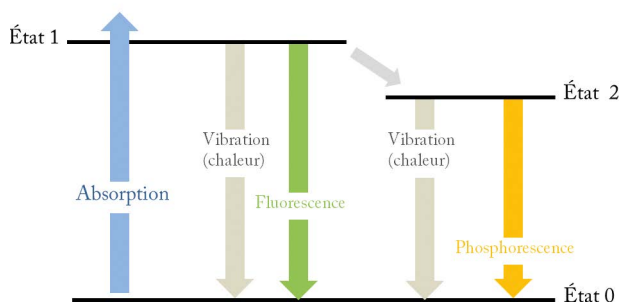 État 1
État 2
Vibration
(chaleur)
Vibration
(chaleur)
Absorption
Fluorescence
Phosphorescence
État 0